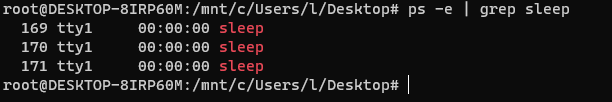 root@DESKTOP-8IRP60M:/mnt/c/Users/l/Desktop# ps -e | grep sleep
  169 tty1     00:00:00 sleep
  170 tty1     00:00:00 sleep
  171 tty1     00:00:00 sleep
root@DESKTOP-8IRP60M:/mnt/c/Users/l/Desktop#